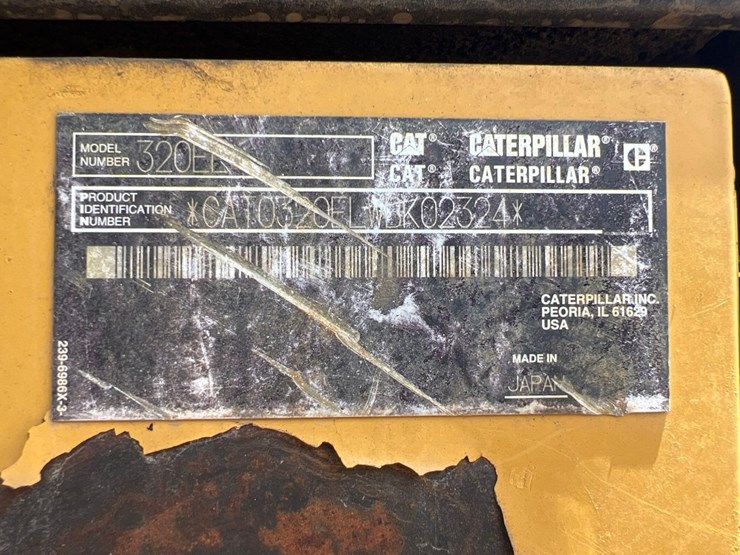 MODEL NUMBER
CAT® CATERPILLAR®
CAT® CATERPILLAR®
PRODUCT IDENTIFICATION NUMBER
CATERPILLAR INC.
PEORIA, IL 61629
USA
MADE IN
JAPAN
239-6986X-3